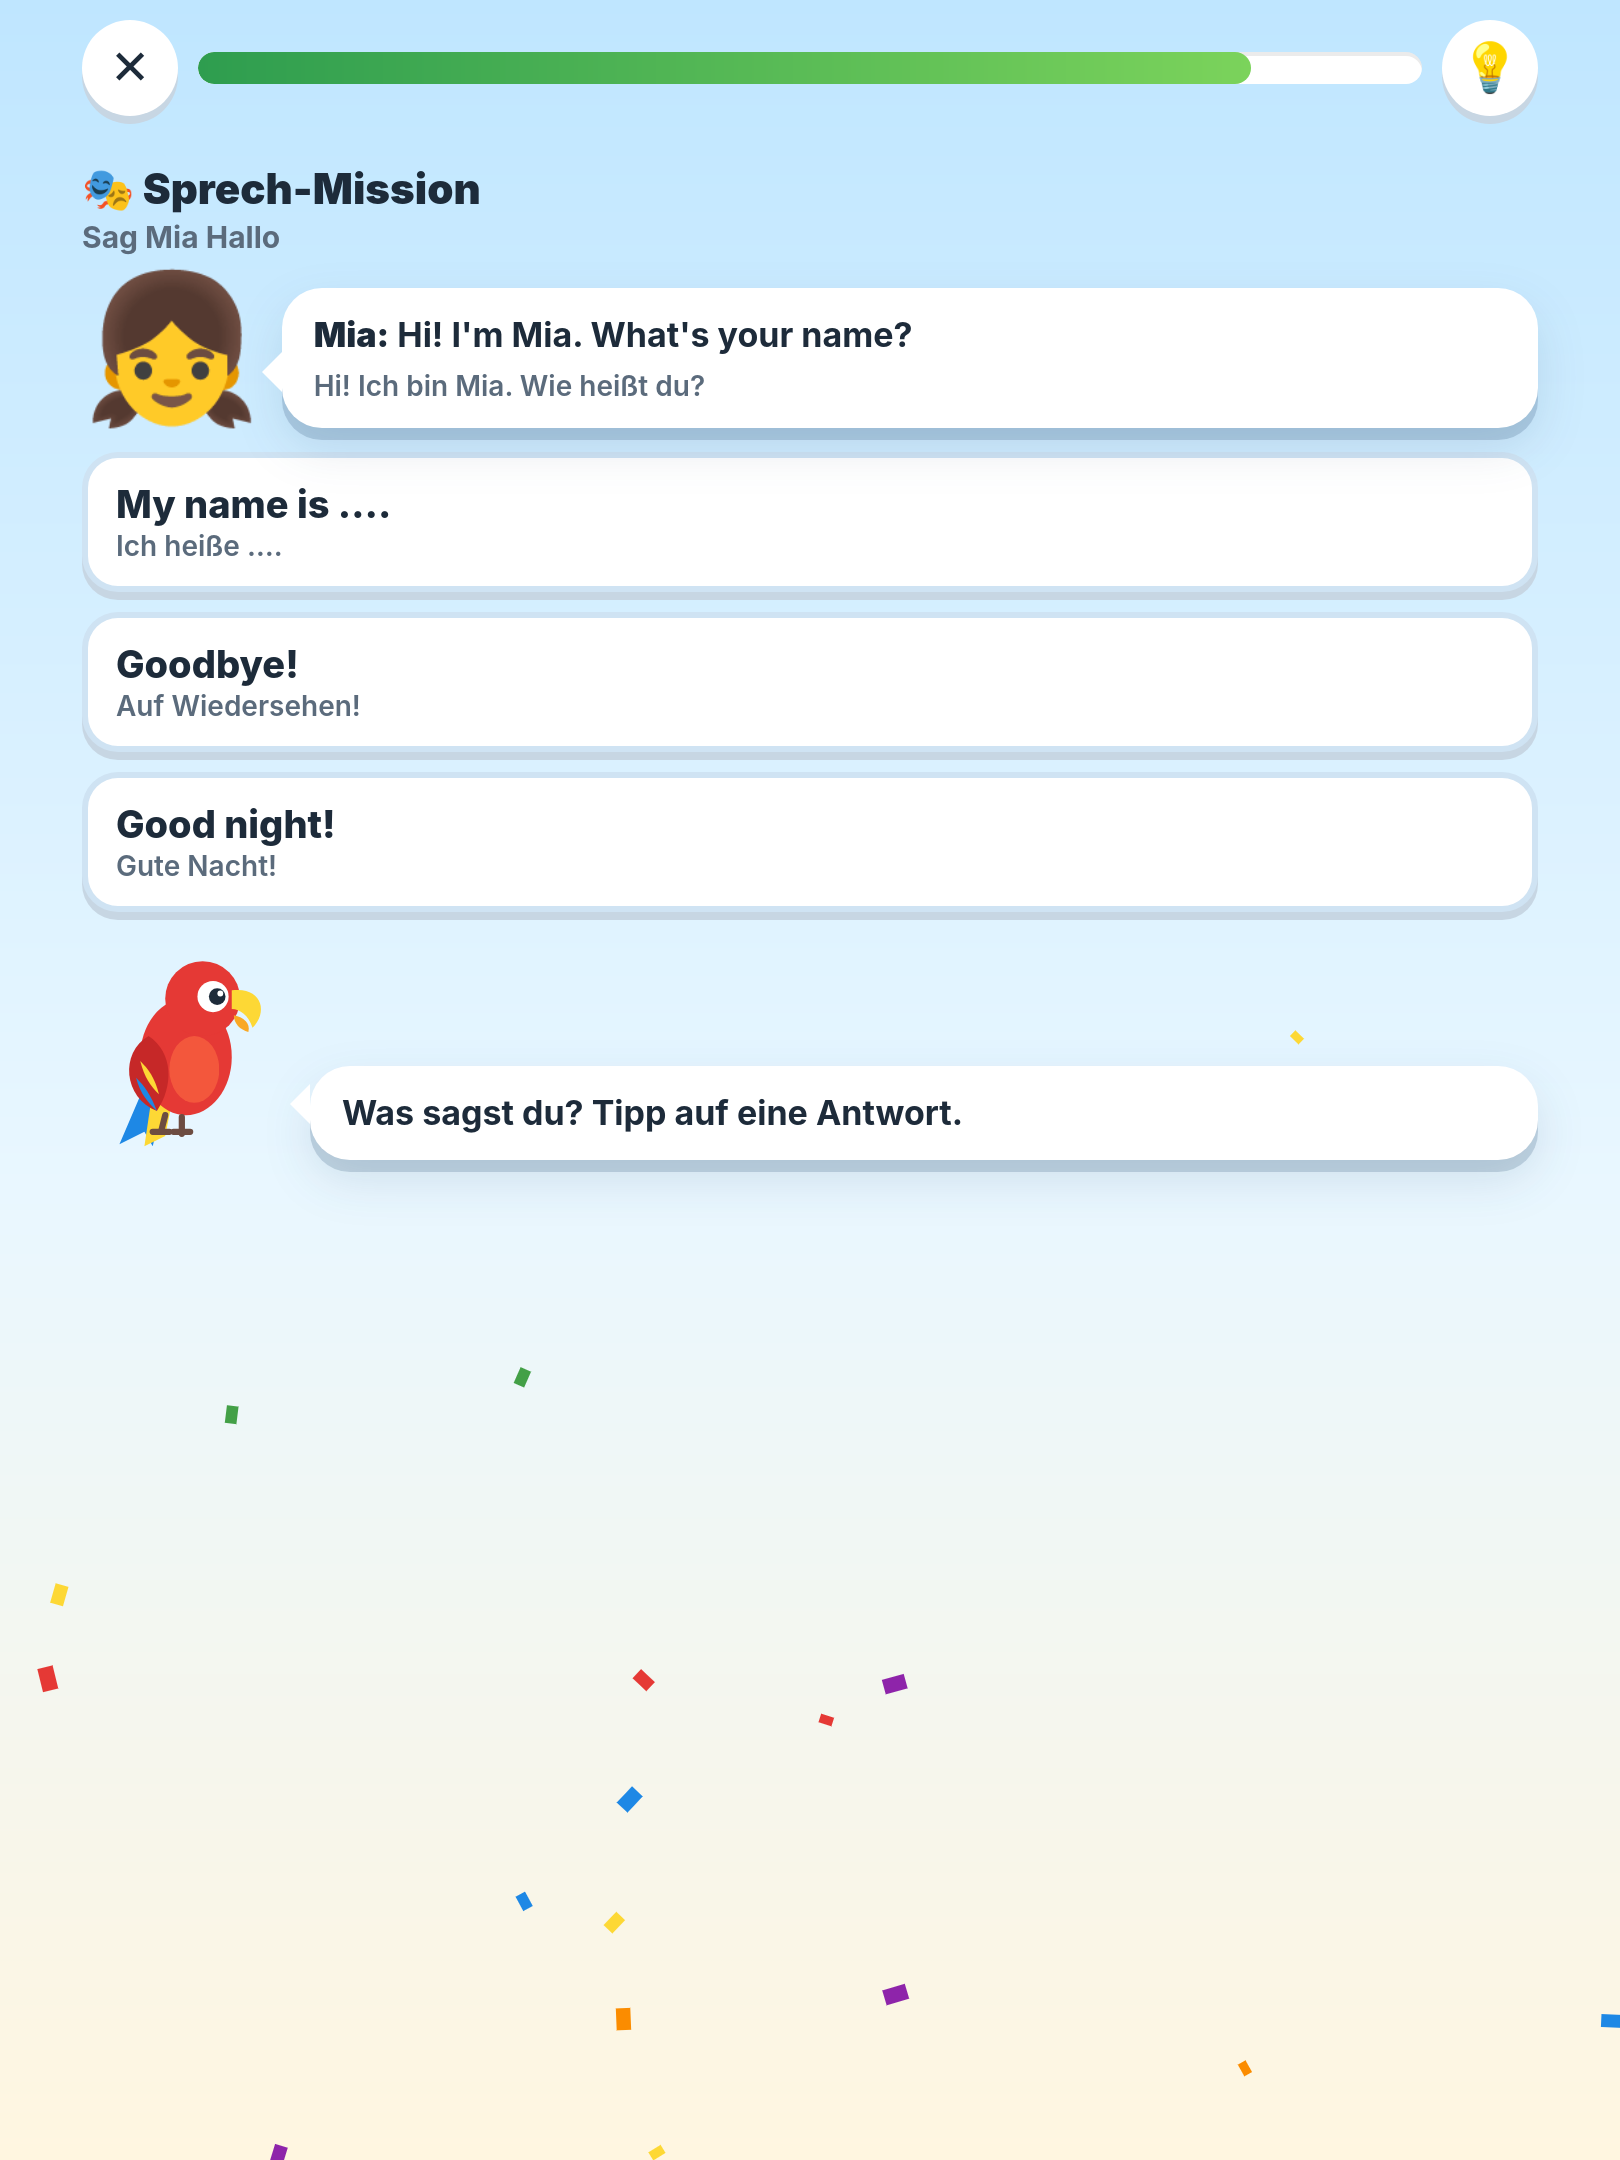 Sprech-Mission
Sag Mia Hallo
Mia: Hi! I'm Mia. What's your name?
Hi! Ich bin Mia. Wie heißt du?
My name is ....
Ich heiße ....
Goodbye!
Auf Wiedersehen!
Good night!
Gute Nacht!
Was sagst du? Tipp auf eine Antwort.